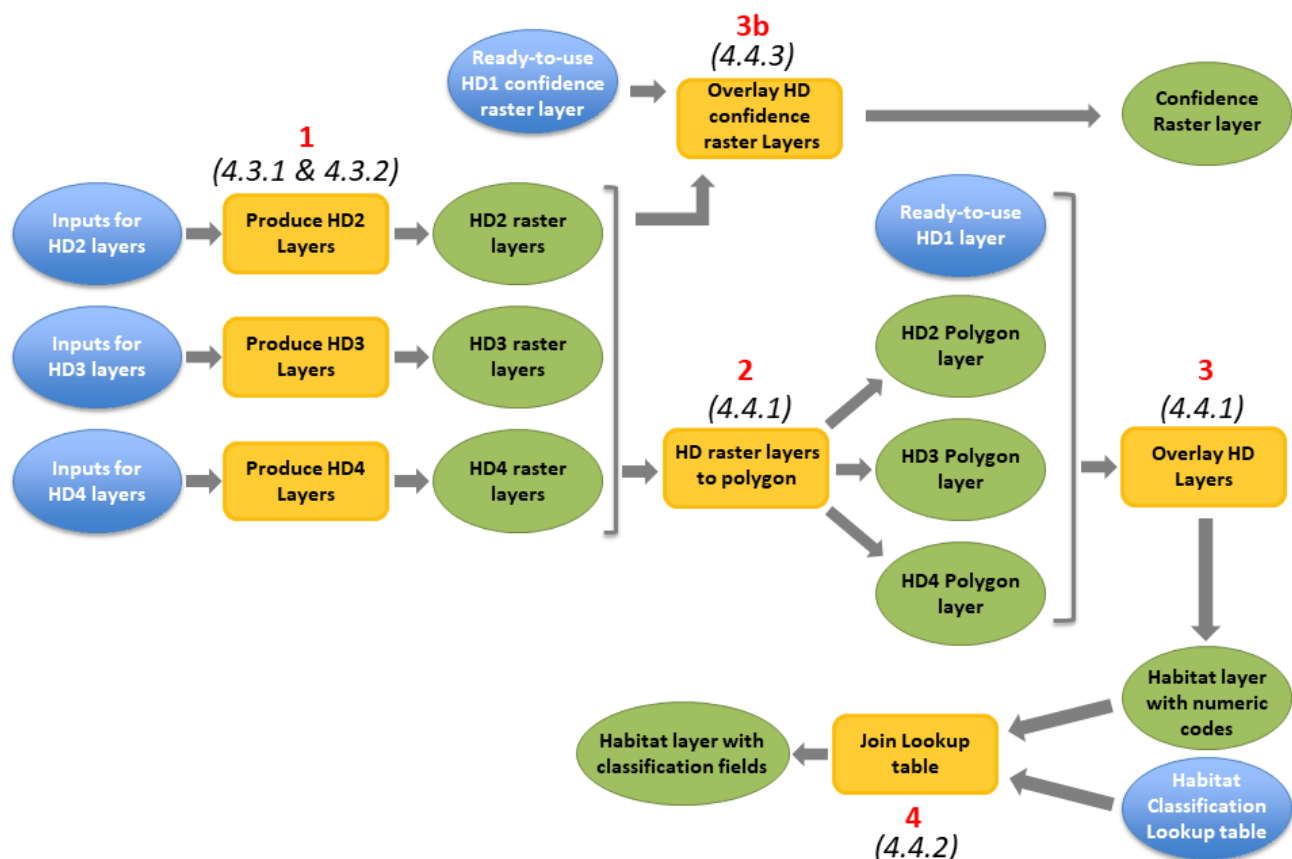 3b
(4.4.3)
Ready-to-use
HD1 confidence
raster layer
Overlay HD
confidence
raster Layers
Confidence
Raster layer
1
(4.3.1 & 4.3.2)
Inputs for
HD2 layers
Produce HD2
Layers
HD2 raster
layers
Ready-to-use
HD1 layer
Inputs for
HD3 layers
Produce HD3
Layers
HD3 raster
layers
HD2 Polygon
layer
2
(4.4.1)
3
(4.4.1)
Inputs for
HD4 layers
Produce HD4
Layers
HD4 raster
layers
HD raster layers
to polygon
HD3 Polygon
layer
Overlay HD
Layers
HD4 Polygon
layer
Habitat layer
with numeric
codes
Habitat layer with
classification fields
Join Lookup
table
Habitat
Classification
Lookup table
4
(4.4.2)